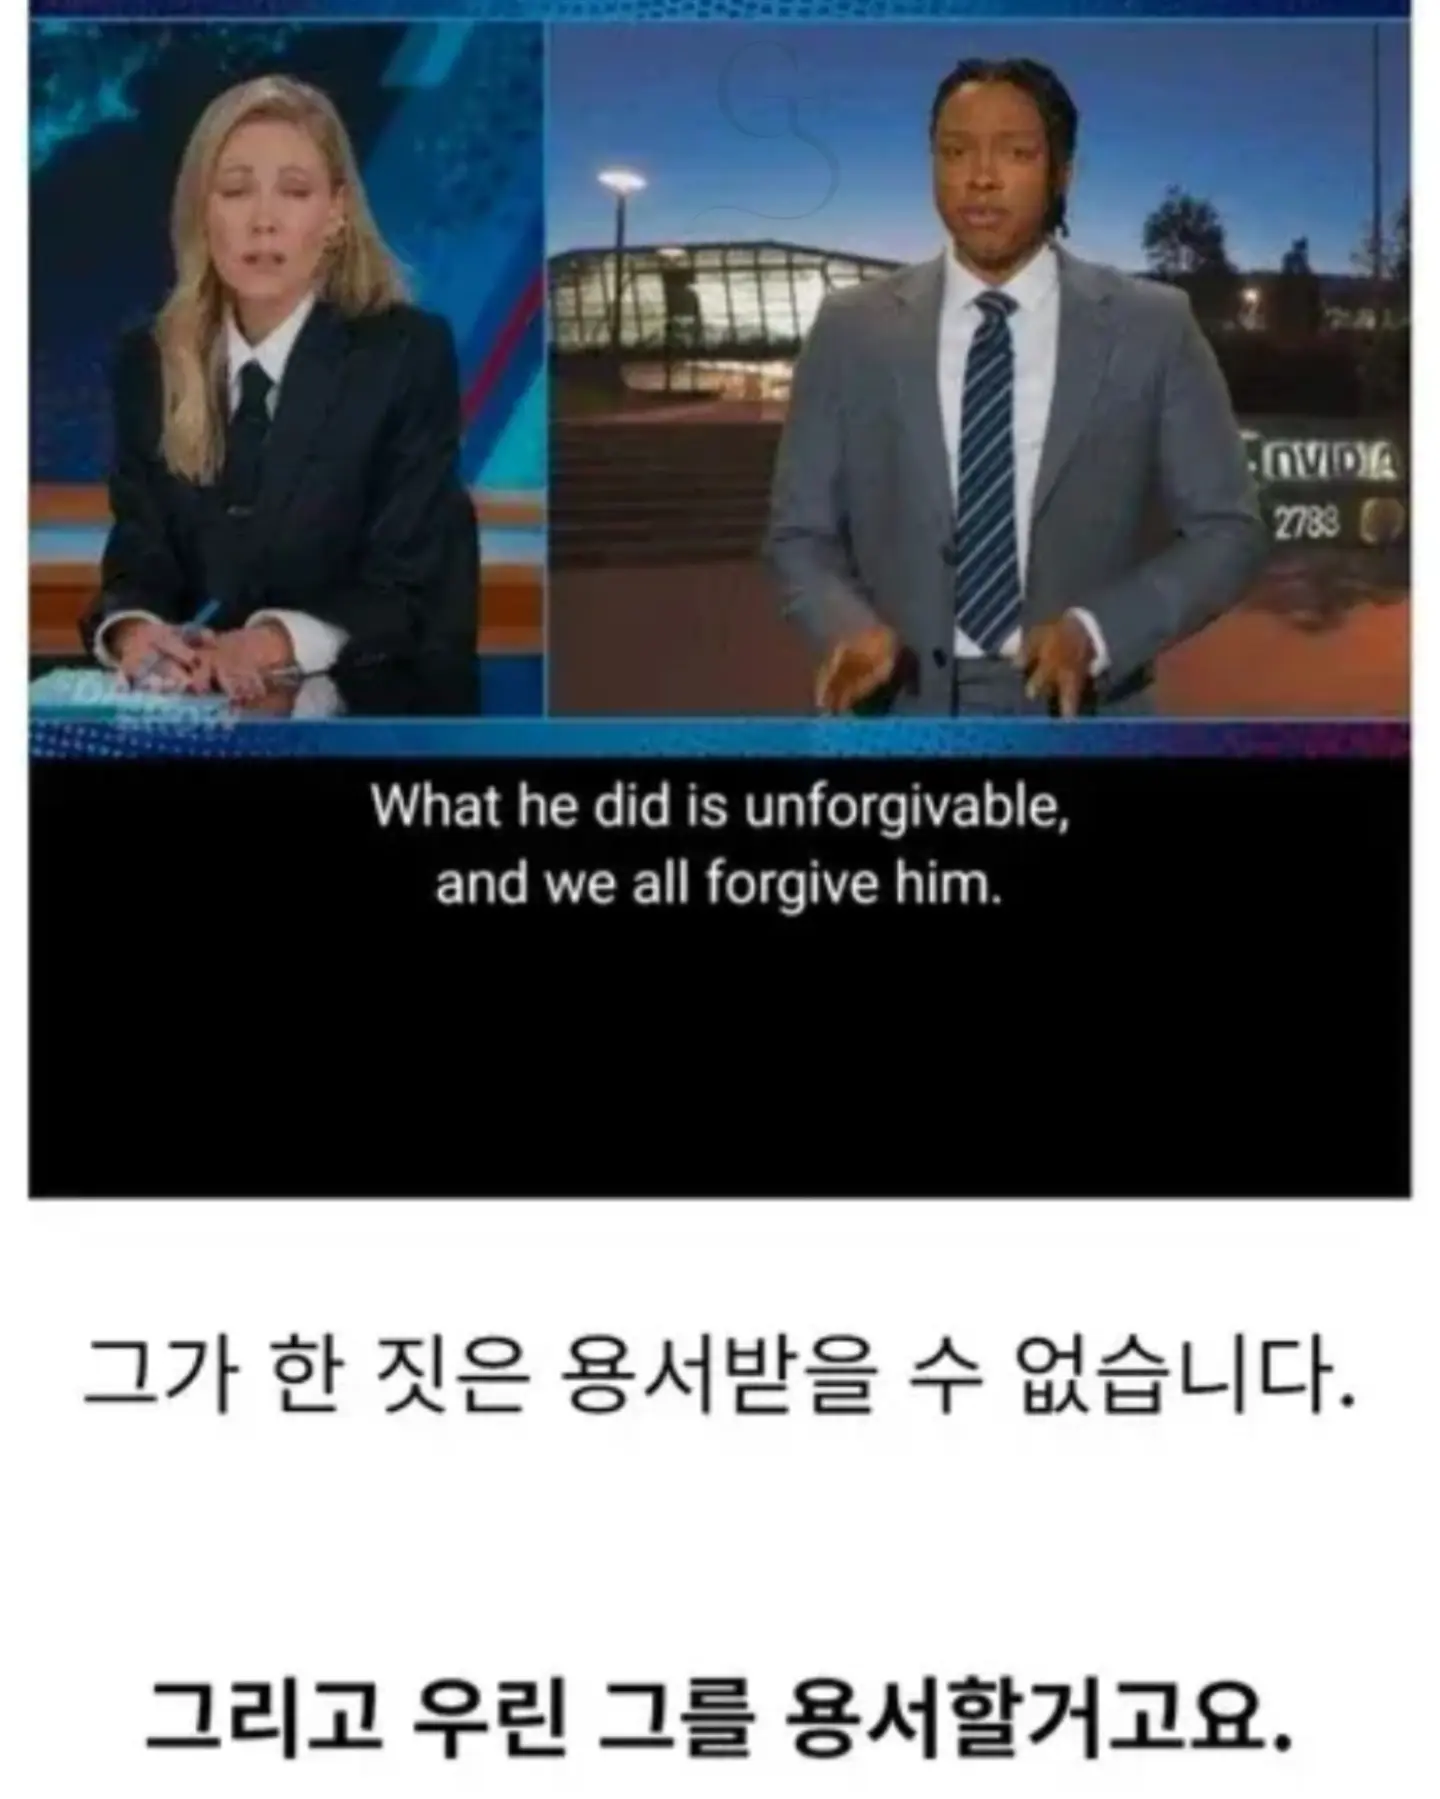 NVIDIA
2788
What he did is unforgivable,
and we all forgive him.
그가 한 짓은 용서받을 수 없습니다.
그리고 우린 그를 용서할거고요.